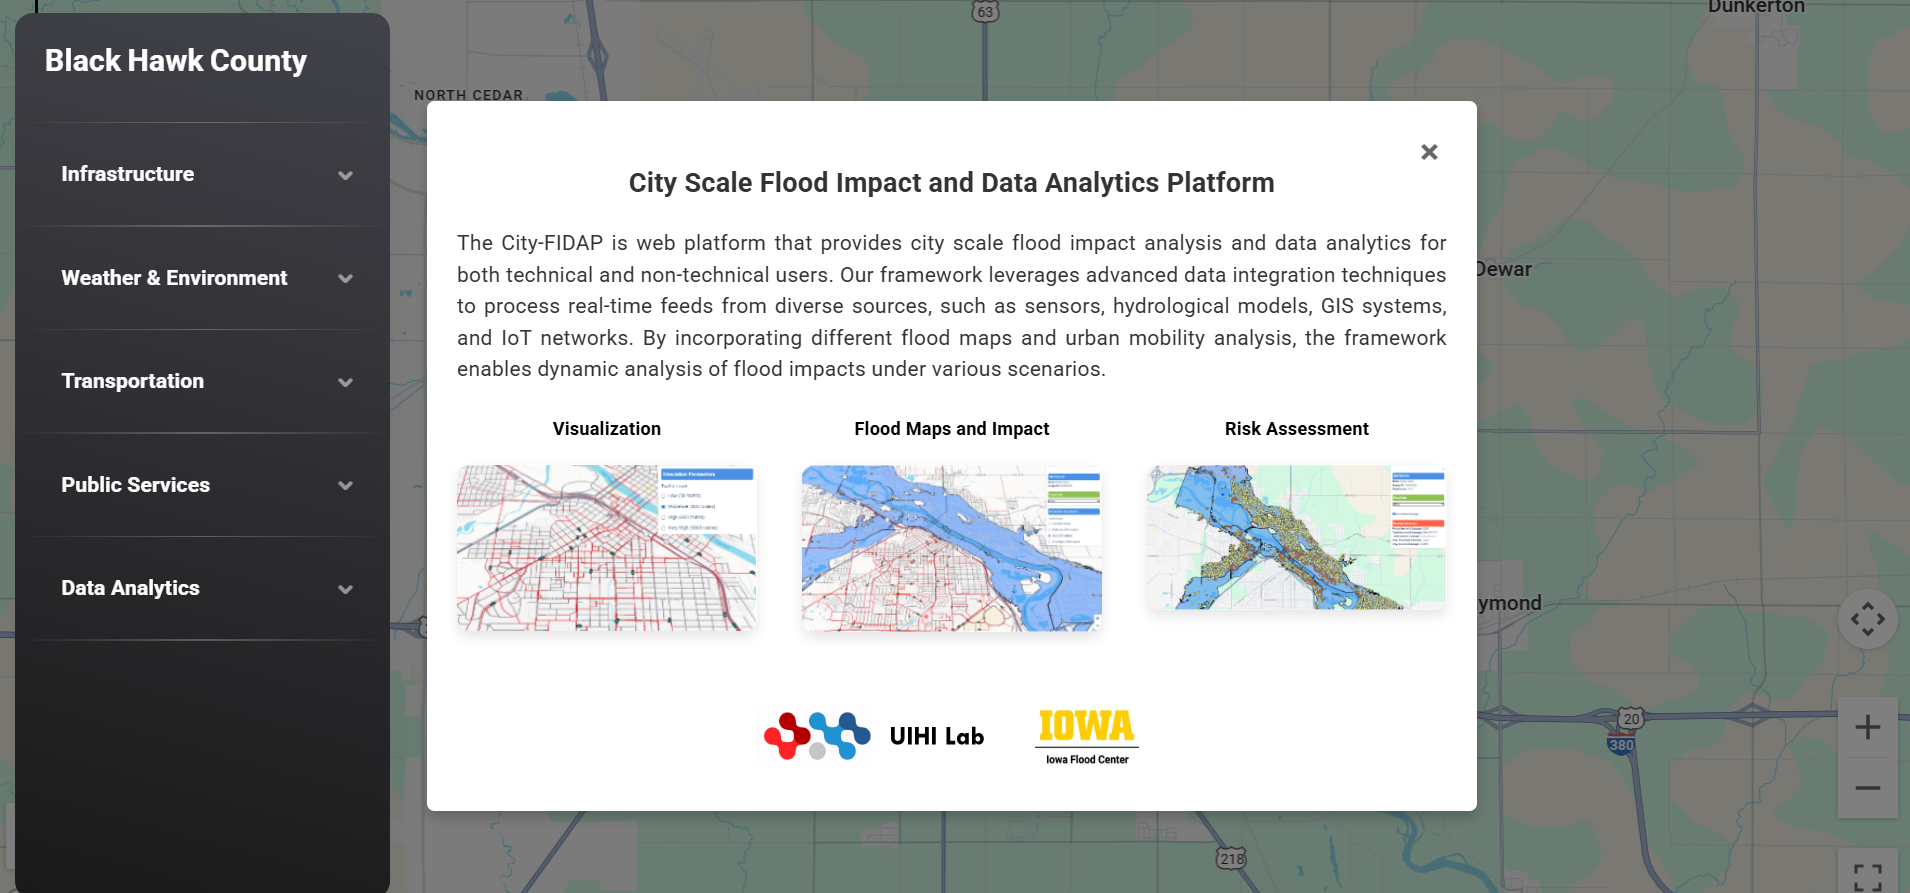 Black Hawk County
Infrastructure
Weather & Environment
Transportation
Public Services
Data Analytics
63
Dunkerton
NORTH CEDAR
Dewar
ymond
20
380
218
×
City Scale Flood Impact and Data Analytics Platform
The City-FIDAP is web platform that provides city scale flood impact analysis and data analytics for
both technical and non-technical users. Our framework leverages advanced data integration techniques
to process real-time feeds from diverse sources, such as sensors, hydrological models, GIS systems,
and IoT networks. By incorporating different flood maps and urban mobility analysis, the framework
enables dynamic analysis of flood impacts under various scenarios.
Visualization
Flood Maps and Impact
Risk Assessment
Simulation Parameters
UIHI Lab
IOWA
Iowa Flood Center